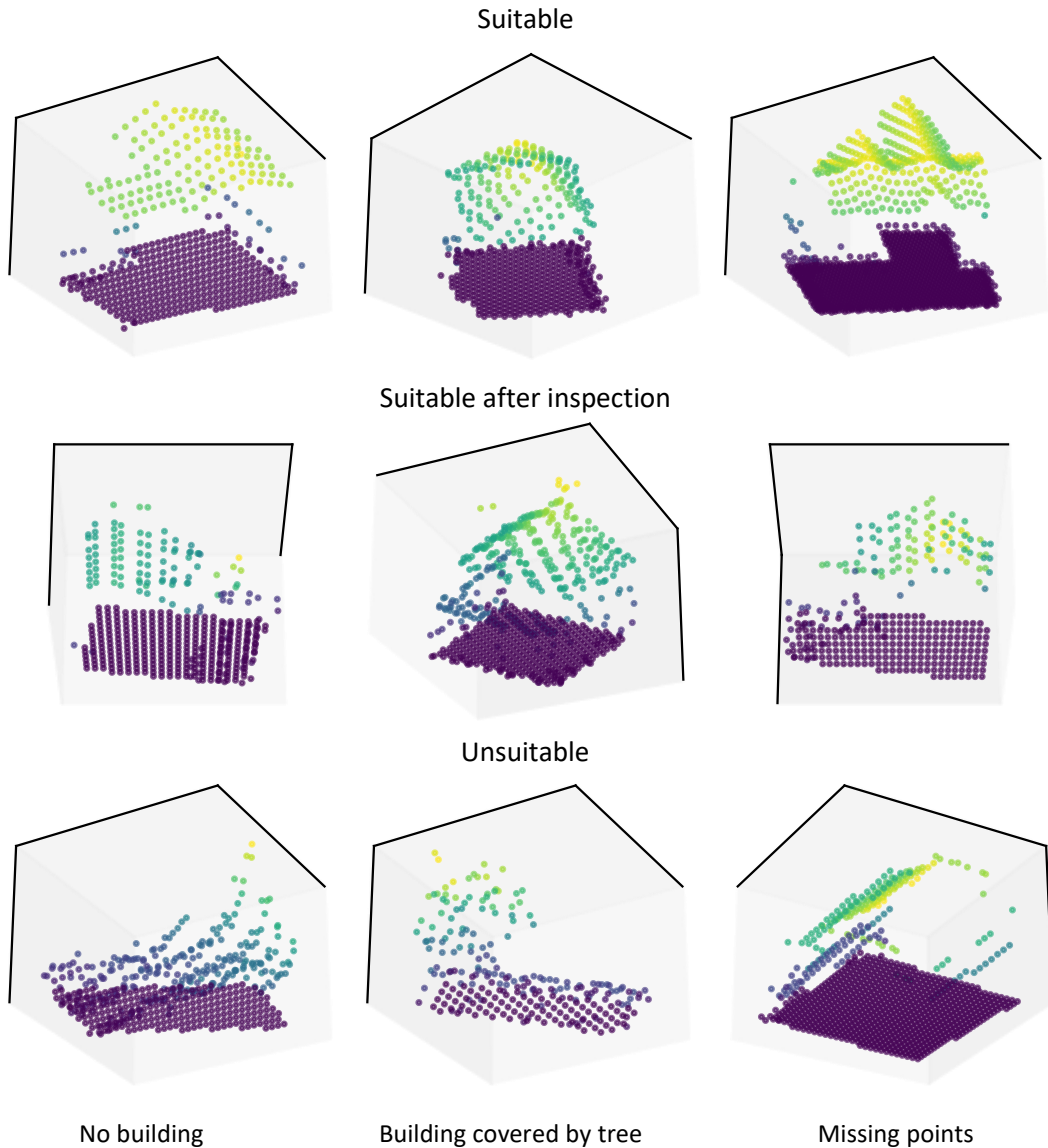 Suitable
Suitable after inspection
Unsuitable
No building
Building covered by tree
Missing points